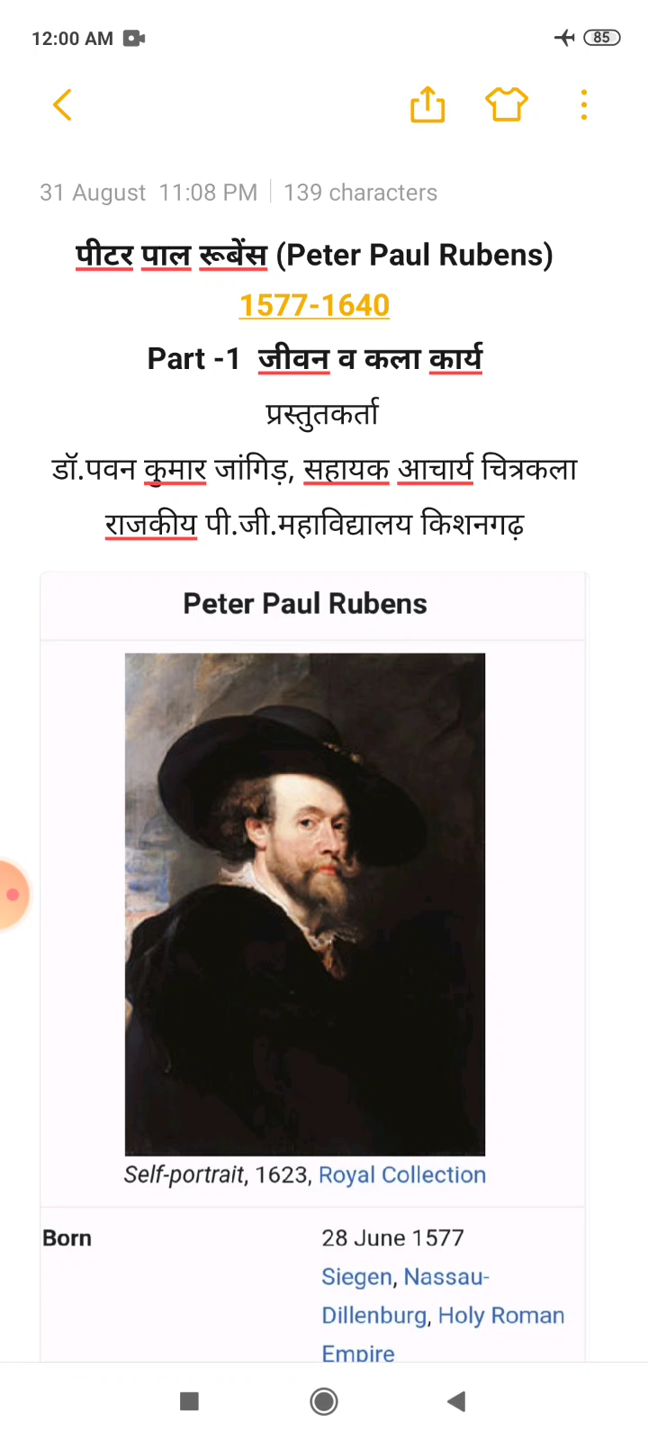 12:00 AM
85
31 August 11:08 PM | 139 characters
पीटर पाल रूबेंस (Peter Paul Rubens)
1577-1640
Part -1 जीवन व कला कार्य
प्रस्तुतकर्ता
डॉ.पवन कुमार जांगिड़, सहायक आचार्य चित्रकला
राजकीय पी.जी.महाविद्यालय किशनगढ़
Peter Paul Rubens
Self-portrait, 1623, Royal Collection
Born
28 June 1577
Siegen, Nassau-
Dillenburg, Holy Roman
Empire